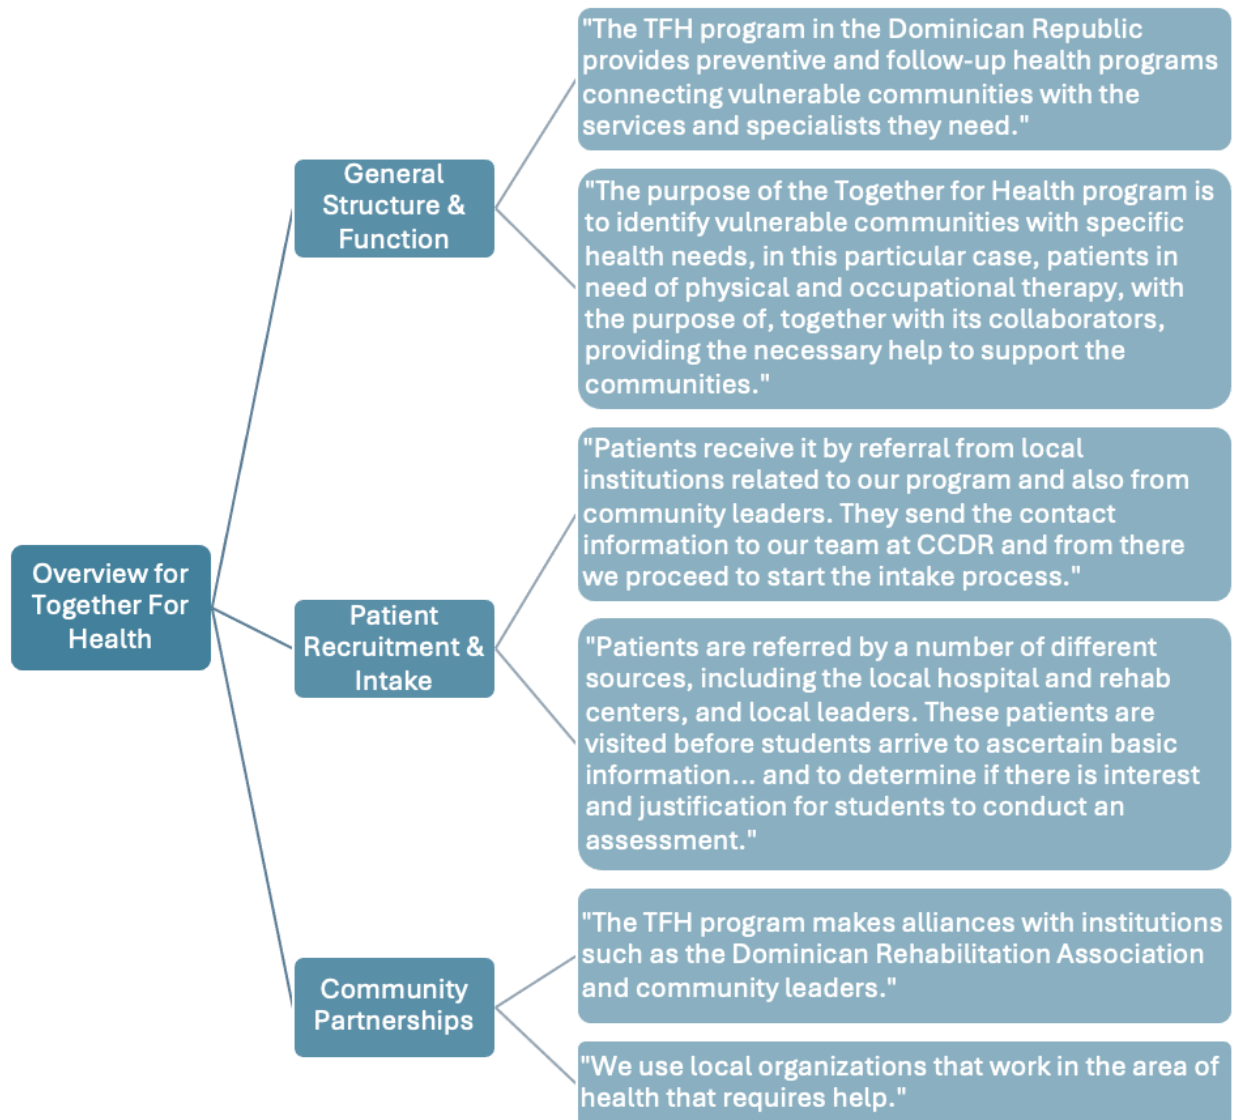 Overview for
Together For
Health
General
Structure &
Function
"The TFH program in the Dominican Republic
provides preventive and follow-up health programs
connecting vulnerable communities with the
services and specialists they need."
"The purpose of the Together for Health program is
to identify vulnerable communities with specific
health needs, in this particular case, patients in
need of physical and occupational therapy, with
the purpose of, together with its collaborators,
providing the necessary help to support the
communities."
Patient
Recruitment &
Intake
"Patients receive it by referral from local
institutions related to our program and also from
community leaders. They send the contact
information to our team at CCDR and from there
we proceed to start the intake process."
"Patients are referred by a number of different
sources, including the local hospital and rehab
centers, and local leaders. These patients are
visited before students arrive to ascertain basic
information... and to determine if there is interest
and justification for students to conduct an
assessment."
Community
Partnerships
"The TFH program makes alliances with institutions
such as the Dominican Rehabilitation Association
and community leaders."
"We use local organizations that work in the area of
health that requires help."